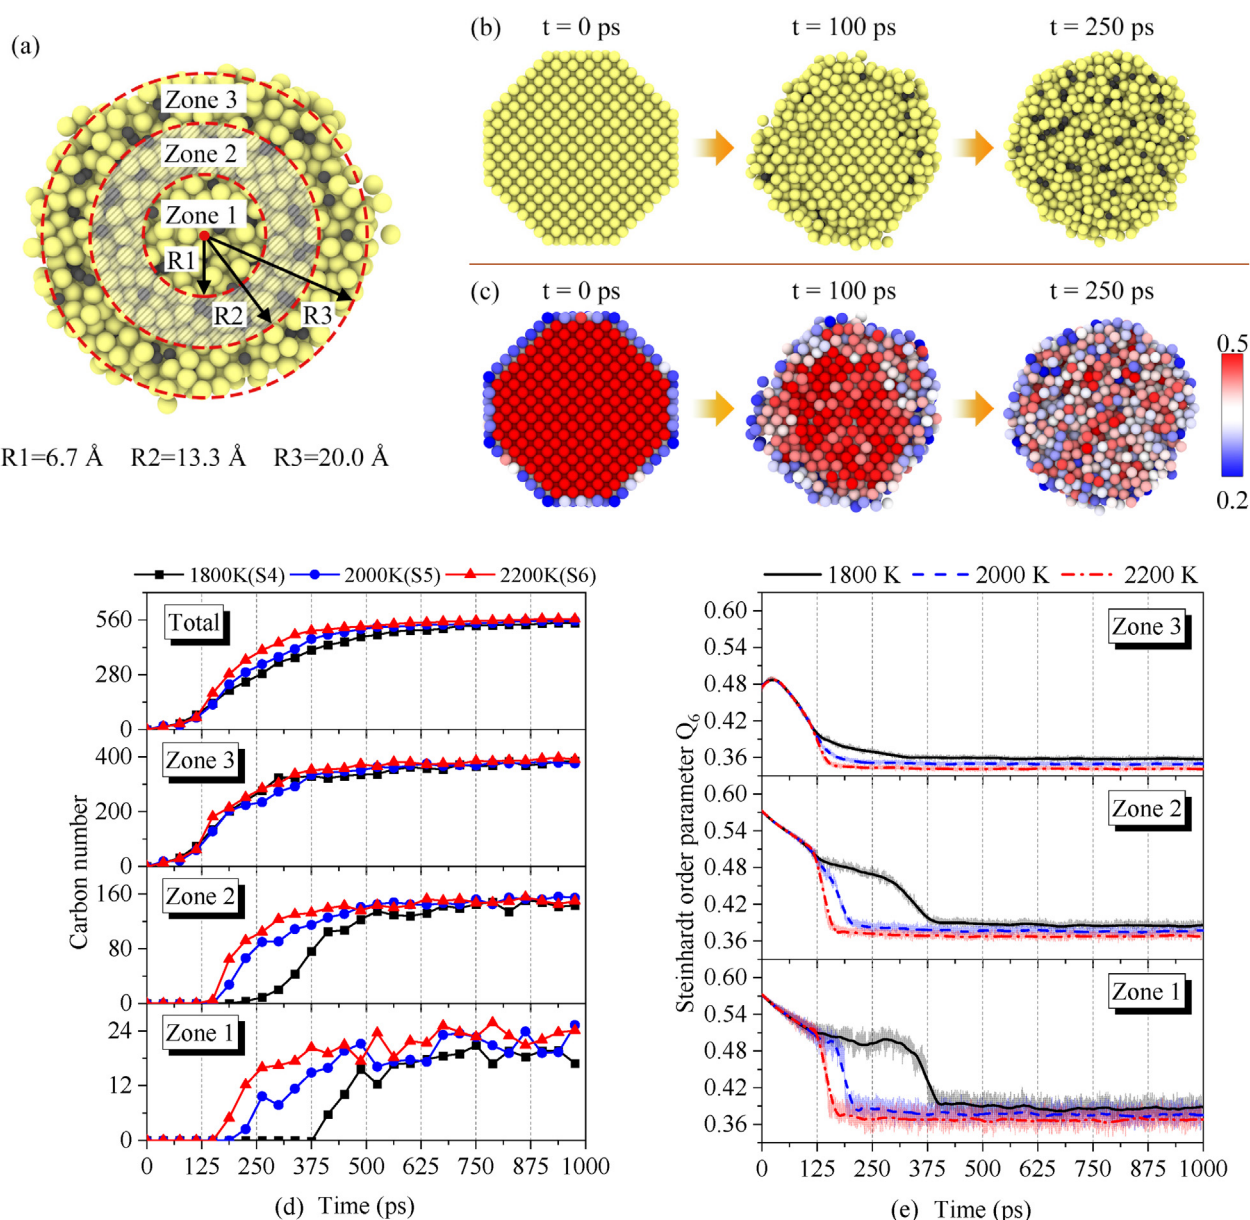 (a)
Zone 3
Zone 2
Zone 1
R1
R2
R3
R1=6.7 Å R2=13.3 Å R3=20.0 Å
(b)
t = 0 ps
t = 100 ps
t = 250 ps
(c)
t = 0 ps
t = 100 ps
t = 250 ps
0.5
0.2
1800K(S4) 2000K(S5) 2200K(S6)
Carbon number
Total
560
280
0
Zone 3
400
200
0
Zone 2
160
80
0
Zone 1
24
12
0
0 125 250 375 500 625 750 875 1000
(d) Time (ps)
1800 K 2000 K 2200 K
Steinhardt order parameter Q6
0.60
Zone 3
0.54
0.48
0.42
0.36
0.60
Zone 2
0.54
0.48
0.42
0.36
0.60
Zone 1
0.54
0.48
0.42
0.36
0 125 250 375 500 625 750 875 1000
(e) Time (ps)